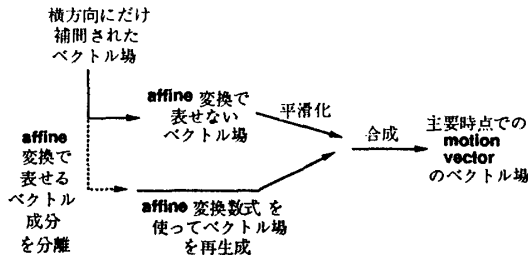 横方向にだけ
補間された
ベクトル場
affine
変換で
表せる
ベクトル
成分
を分離
affine 変換で
表せない
ベクトル場
平滑化
affine 変換数式 を
使ってベクトル場
を再生成
合成
主要時点での
motion
vector
のベクトル場